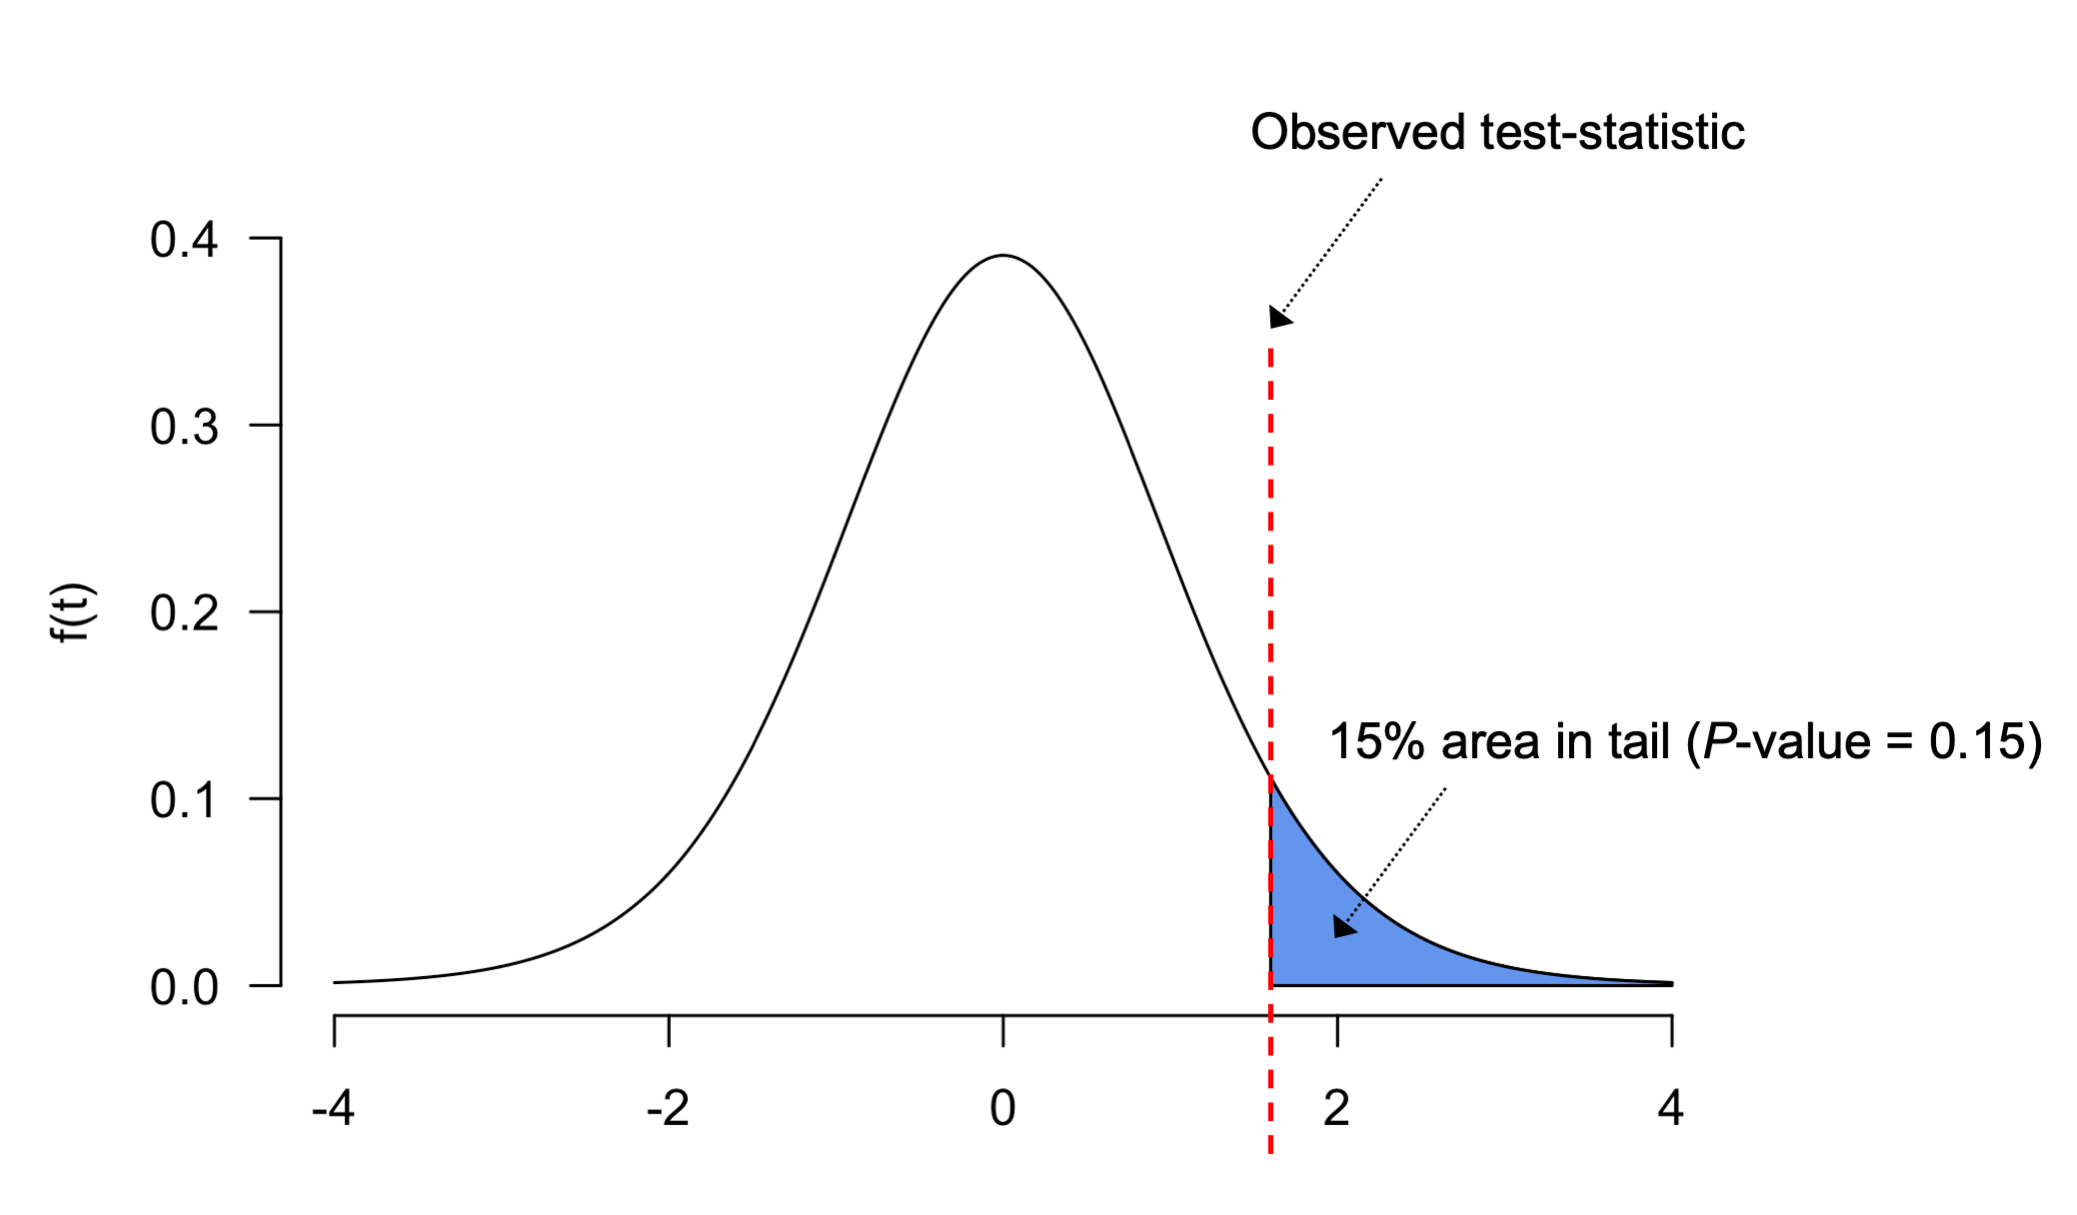 Observed test-statistic
0.4
0.3
f(t)
0.2
15% area in tail (P-value = 0.15)
0.1
0.0
-4 -2 0 2 4